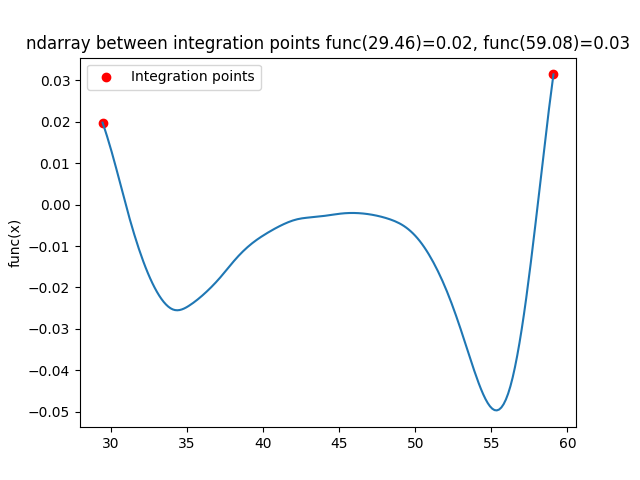 ndarray between integration points func(29.46)=0.02, func(59.08)=0.03
Integration points
func(x)
0.03
0.02
0.01
0.00
−0.01
−0.02
−0.03
−0.04
−0.05
30 35 40 45 50 55 60